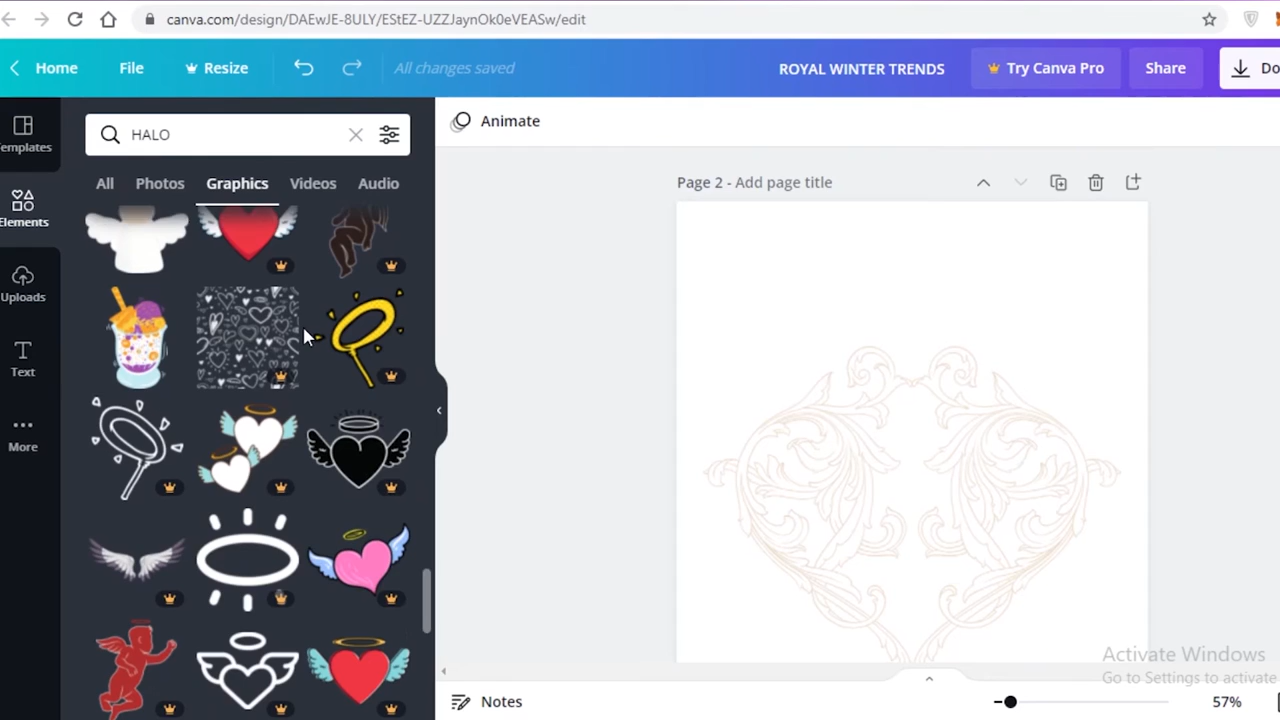 canva.com/design/DAEwJE-8ULY/EStEZ-UZZJaynOk0eVEASw/edit
Home File Resize All changes saved ROYAL WINTER TRENDS Try Canva Pro Share Do
Templates
Elements
Uploads
Text
More
HALO
All Photos Graphics Videos Audio
Animate
Page 2 - Add page title
Activate Windows
Go to Settings to activate
Notes
57%